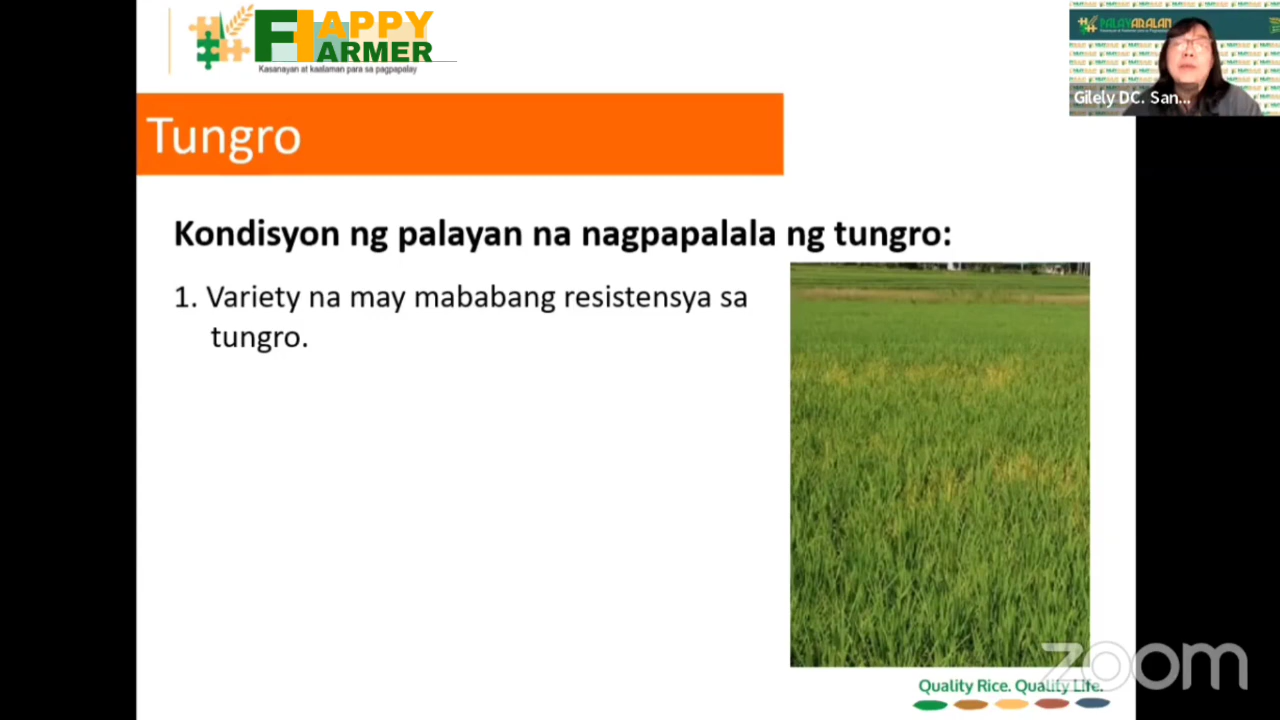 HAPPY
FARMER
Kasanayan at kaalaman para sa pagpapalay
PALAYARALAN
Gilely DC. San...
Tungro
Kondisyon ng palayan na nagpapalala ng tungro:
1. Variety na may mababang resistensya sa
tungro.
zoom
Quality Rice. Quality Life.